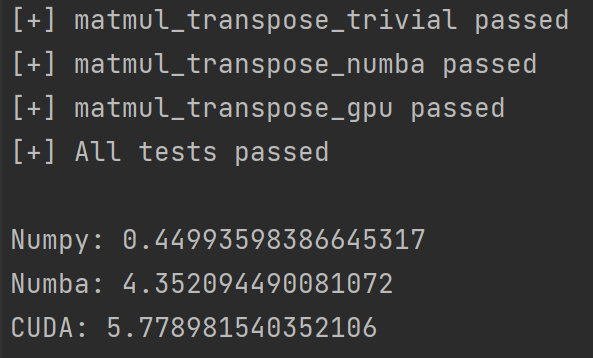 [+] matmul_transpose_trivial passed
[+] matmul_transpose_numba passed
[+] matmul_transpose_gpu passed
[+] All tests passed
Numpy: 0.44993598386645317
Numba: 4.352094490081072
CUDA: 5.778981540352106